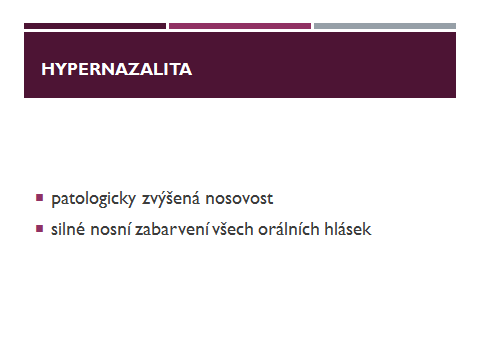 HYPERNAZALITA
patologicky zvýšená nosovost
silné nosní zabarvení všech orálních hlásek